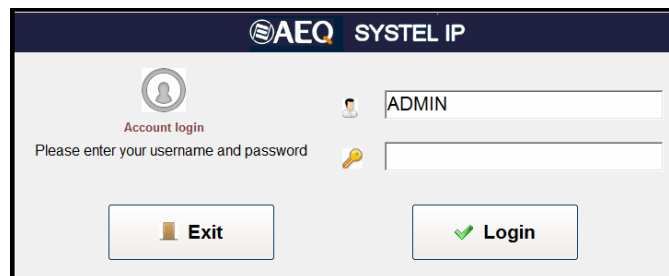 AEQ SYSTEL IP
ADMIN
Account login
Please enter your username and password
Exit
Login